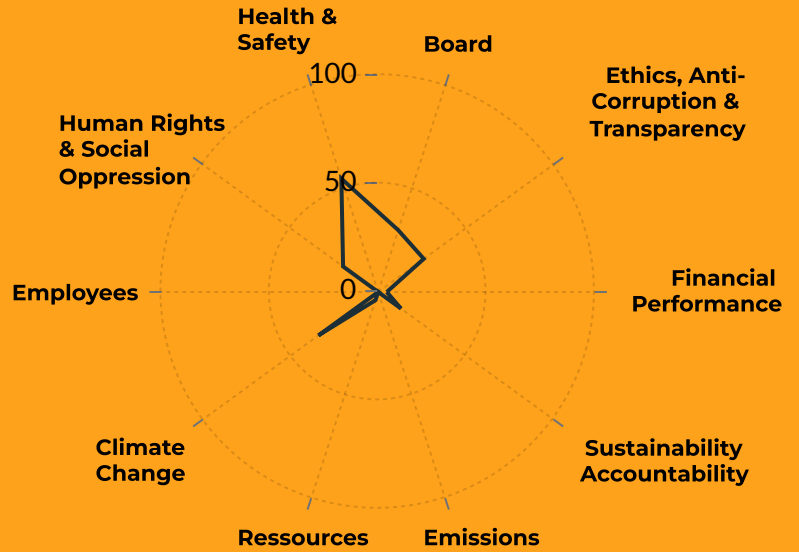 Health &
Safety
Board
100
Ethics, Anti-
Corruption &
Transparency
Human Rights
& Social
Oppression
50
Employees
0
Financial
Performance
Climate
Change
Sustainability
Accountability
Ressources
Emissions